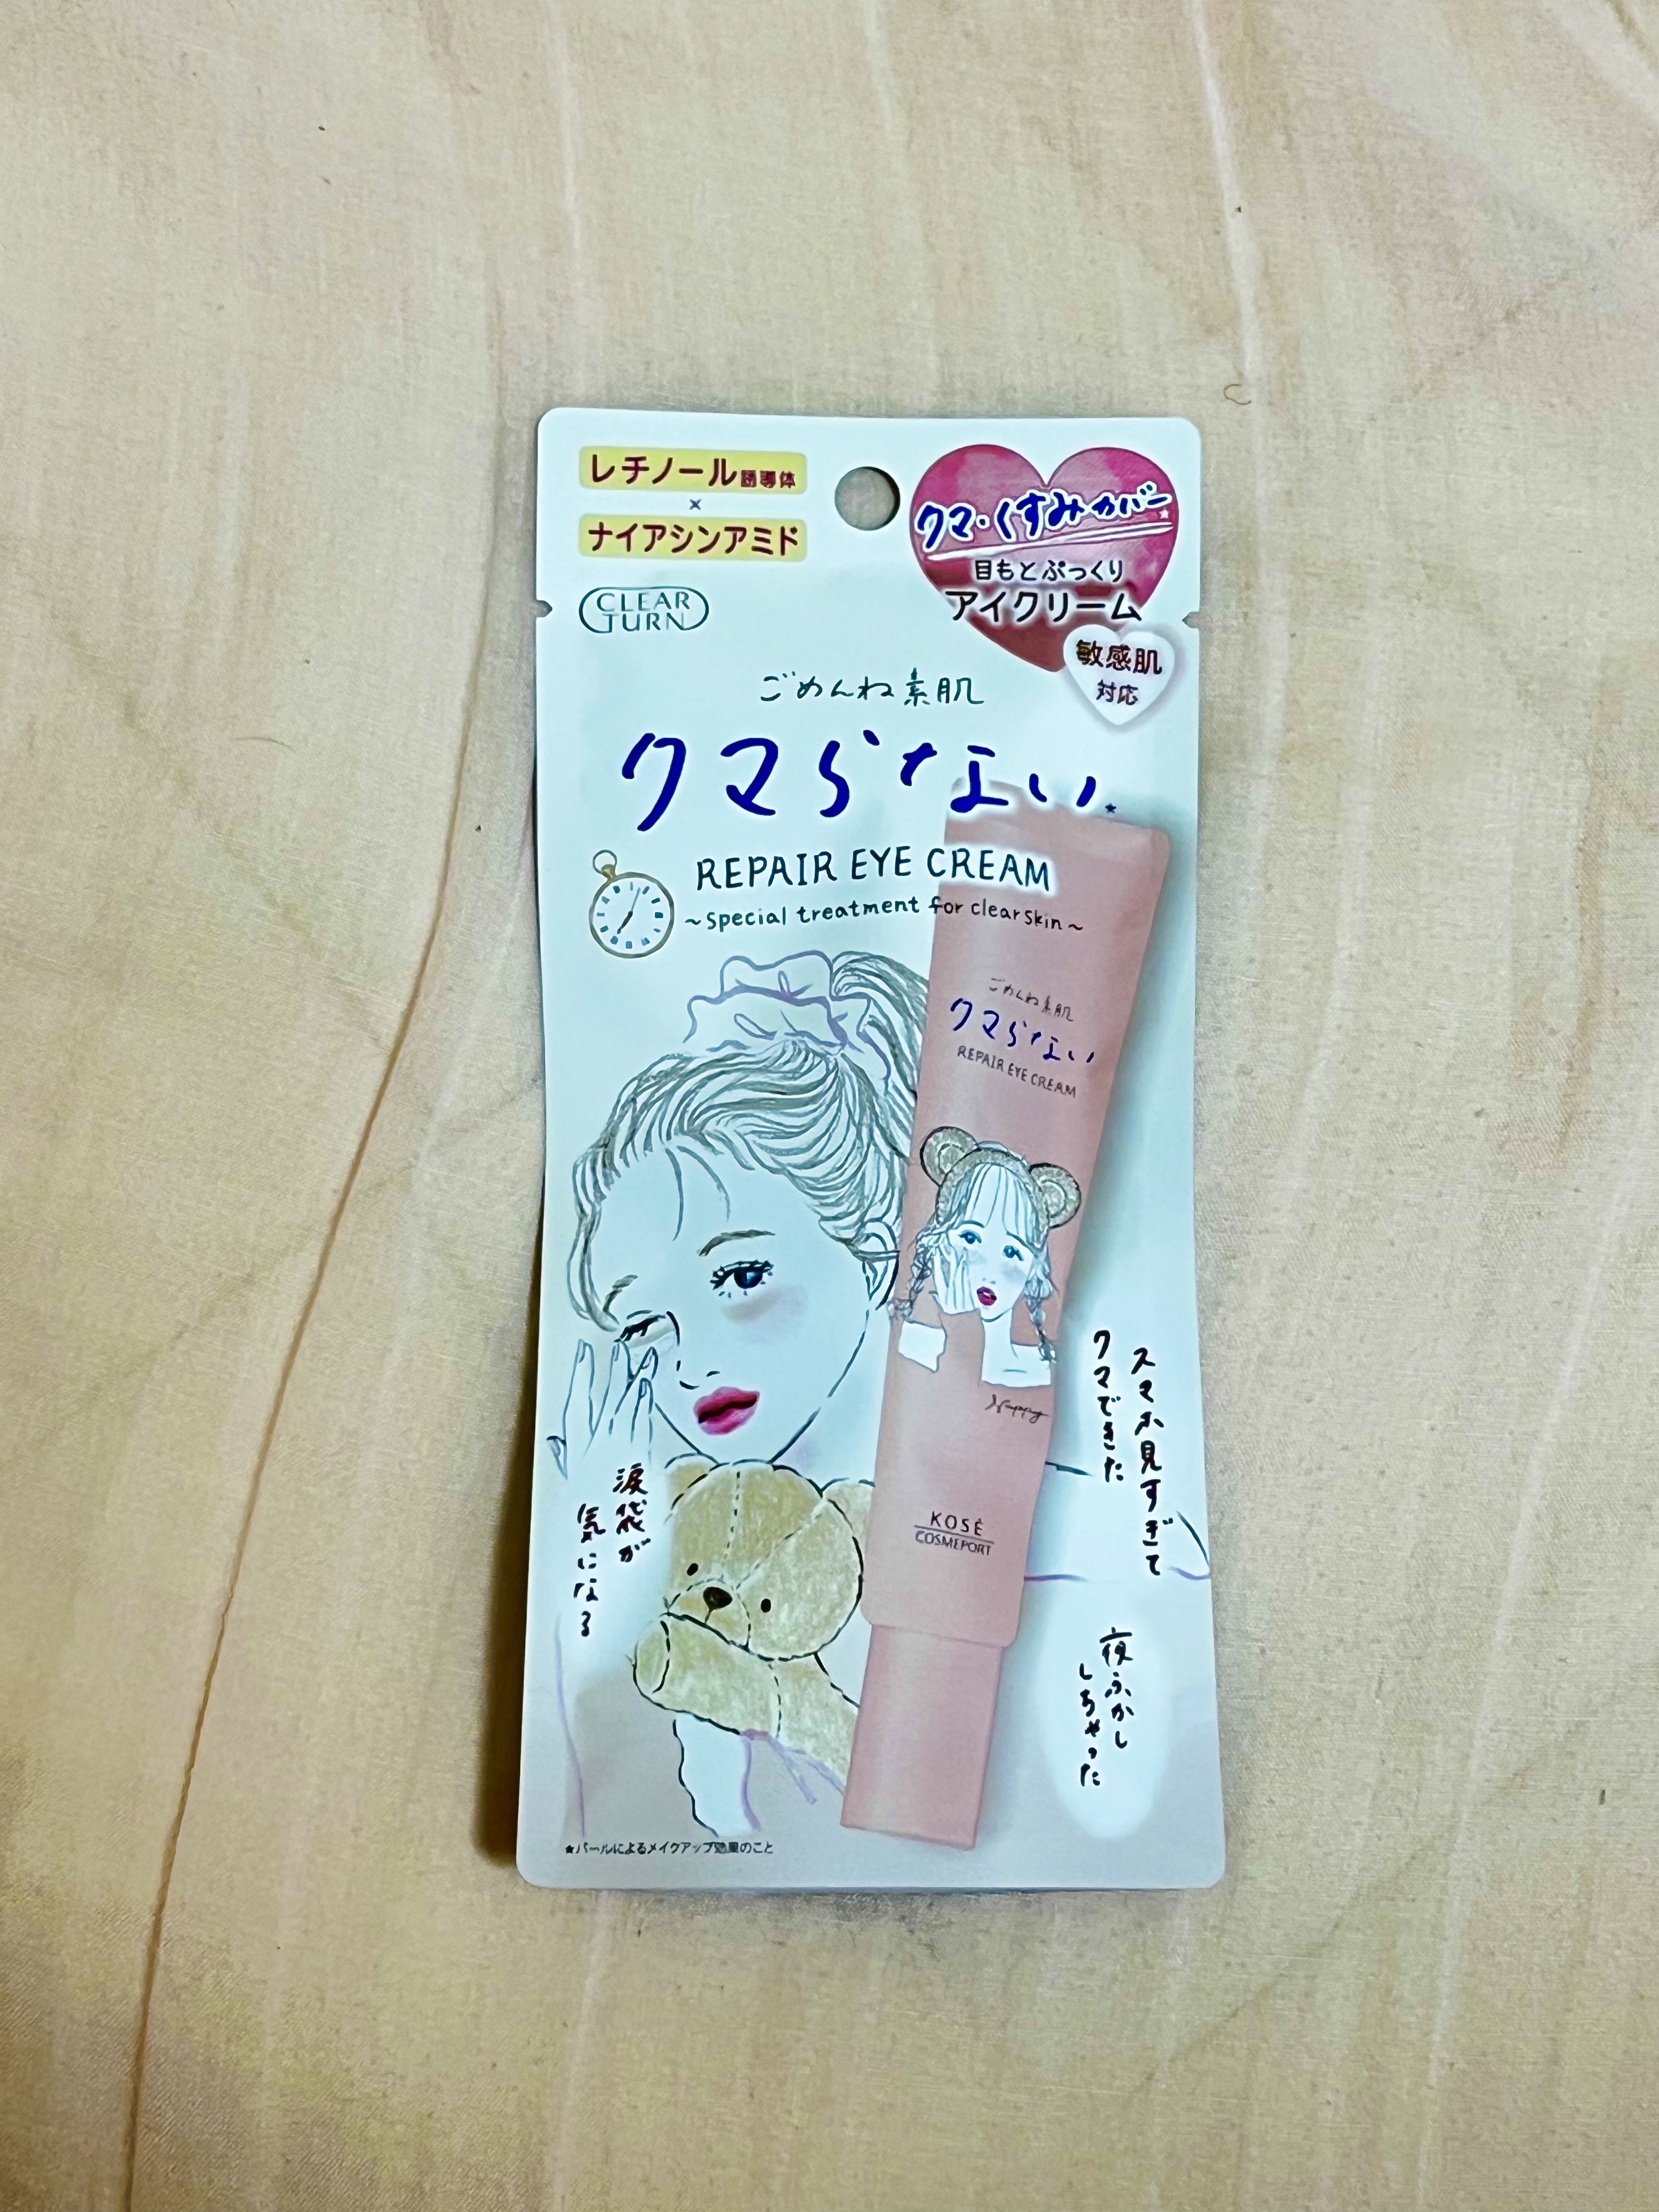 レチノール誘導体
×
ナイアシンアミド
クマ・くすみカバー★
目もとぷっくり
アイクリーム
敏感肌
対応
CLEAR
TURN
ごめんね素肌
クマらない★
REPAIR EYE CREAM
~special treatment for clear skin~
ごめんね素肌
クマらない
REPAIR EYE CREAM
KOSÉ
COSMEPORT
スマホ見すぎて
クマできた
涙袋が
気になる
夜ふかし
しちゃった
★パールによるメイクアップ効果のこと